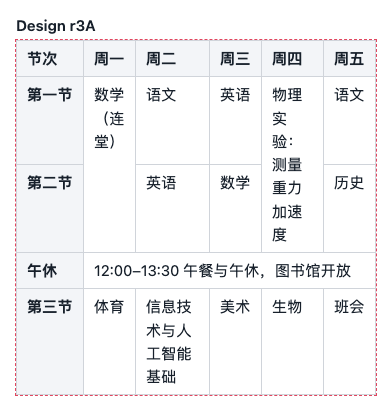 Design r3A
节次 周一 周二 周三 周四 周五
第一节 数学 语文 英语 物理 语文
（连 实
堂） 验：
测量
第二节 英语 数学 重力 历史
加速
度
午休 12:00–13:30 午餐与午休，图书馆开放
第三节 体育 信息技 美术 生物 班会
术与人
工智能
基础